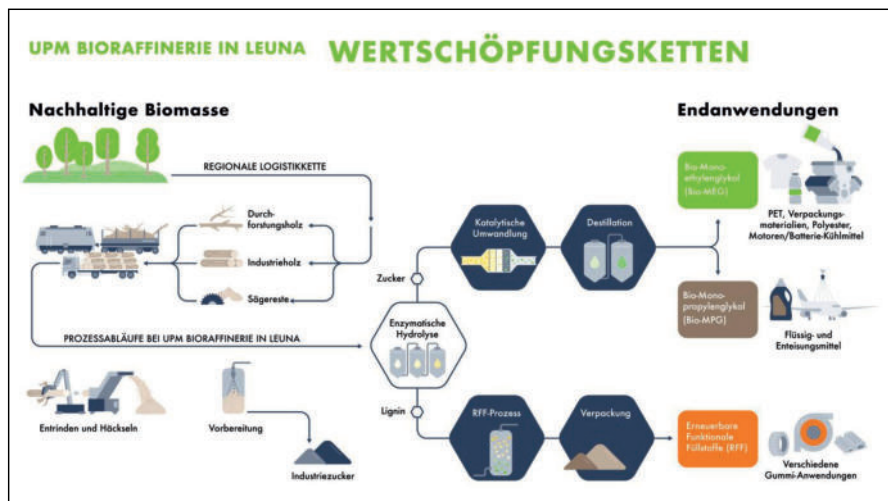 UPM BIORAFFINERIE IN LEUNA WERTSCHÖPFUNGSKETTEN
Nachhaltige Biomasse
REGIONALE LOGISTIKKETTE
Durch-
forstungsholz
Industrieholz
Sägereste
PROZESSABLÄUFE BEI UPM BIORAFFINERIE IN LEUNA
Entrinden und Häckseln
Vorbereitung
Industriezucker
Enzymatische
Hydrolyse
Zucker
Katalytische
Umwandlung
Destillation
Lignin
RFF-Prozess
Verpackung
Endanwendungen
Bio-Mono-
ethylenglykol
(Bio-MEG)
PET, Verpackungs-
materialien, Polyester,
Motoren/Batterie-Kühlmittel
Bio-Mono-
propylenglykol
(Bio-MPG)
Flüssig- und
Enteisungsmittel
Erneuerbare
Funktionale
Füllstoffe (RFF)
Verschiedene
Gummi-Anwendungen